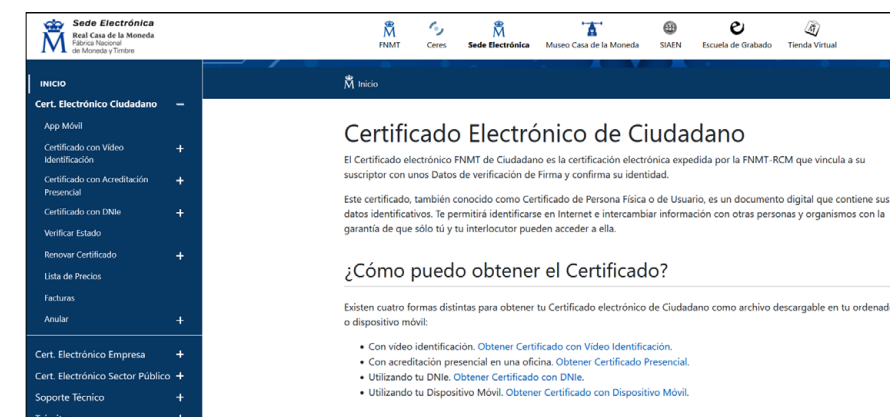 Sede Electrónica
Real Casa de la Moneda
Fábrica Nacional
de Moneda y Timbre
FNMT
Ceres
Sede Electrónica
Museo Casa de la Moneda
SIAEN
Escuela de Grabado
Tienda Virtual
INICIO
Cert. Electrónico Ciudadano −
App Móvil
Certificado con Vídeo +
Identificación
Certificado con Acreditación +
Presencial
Certificado con DNIe +
Verificar Estado
Renovar Certificado +
Lista de Precios
Facturas
Anular +
Cert. Electrónico Empresa +
Cert. Electrónico Sector Público +
Soporte Técnico +
Inicio
Certificado Electrónico de Ciudadano
El Certificado electrónico FNMT de Ciudadano es la certificación electrónica expedida por la FNMT-RCM que vincula a su
suscriptor con unos Datos de verificación de Firma y confirma su identidad.
Este certificado, también conocido como Certificado de Persona Física o de Usuario, es un documento digital que contiene sus
datos identificativos. Te permitirá identificarse en Internet e intercambiar información con otras personas y organismos con la
garantía de que sólo tú y tu interlocutor pueden acceder a ella.
¿Cómo puedo obtener el Certificado?
Existen cuatro formas distintas para obtener tu Certificado electrónico de Ciudadano como archivo descargable en tu ordenad
o dispositivo móvil:
• Con vídeo identificación. Obtener Certificado con Vídeo Identificación.
• Con acreditación presencial en una oficina. Obtener Certificado Presencial.
• Utilizando tu DNIe. Obtener Certificado con DNIe.
• Utilizando tu Dispositivo Móvil. Obtener Certificado con Dispositivo Móvil.